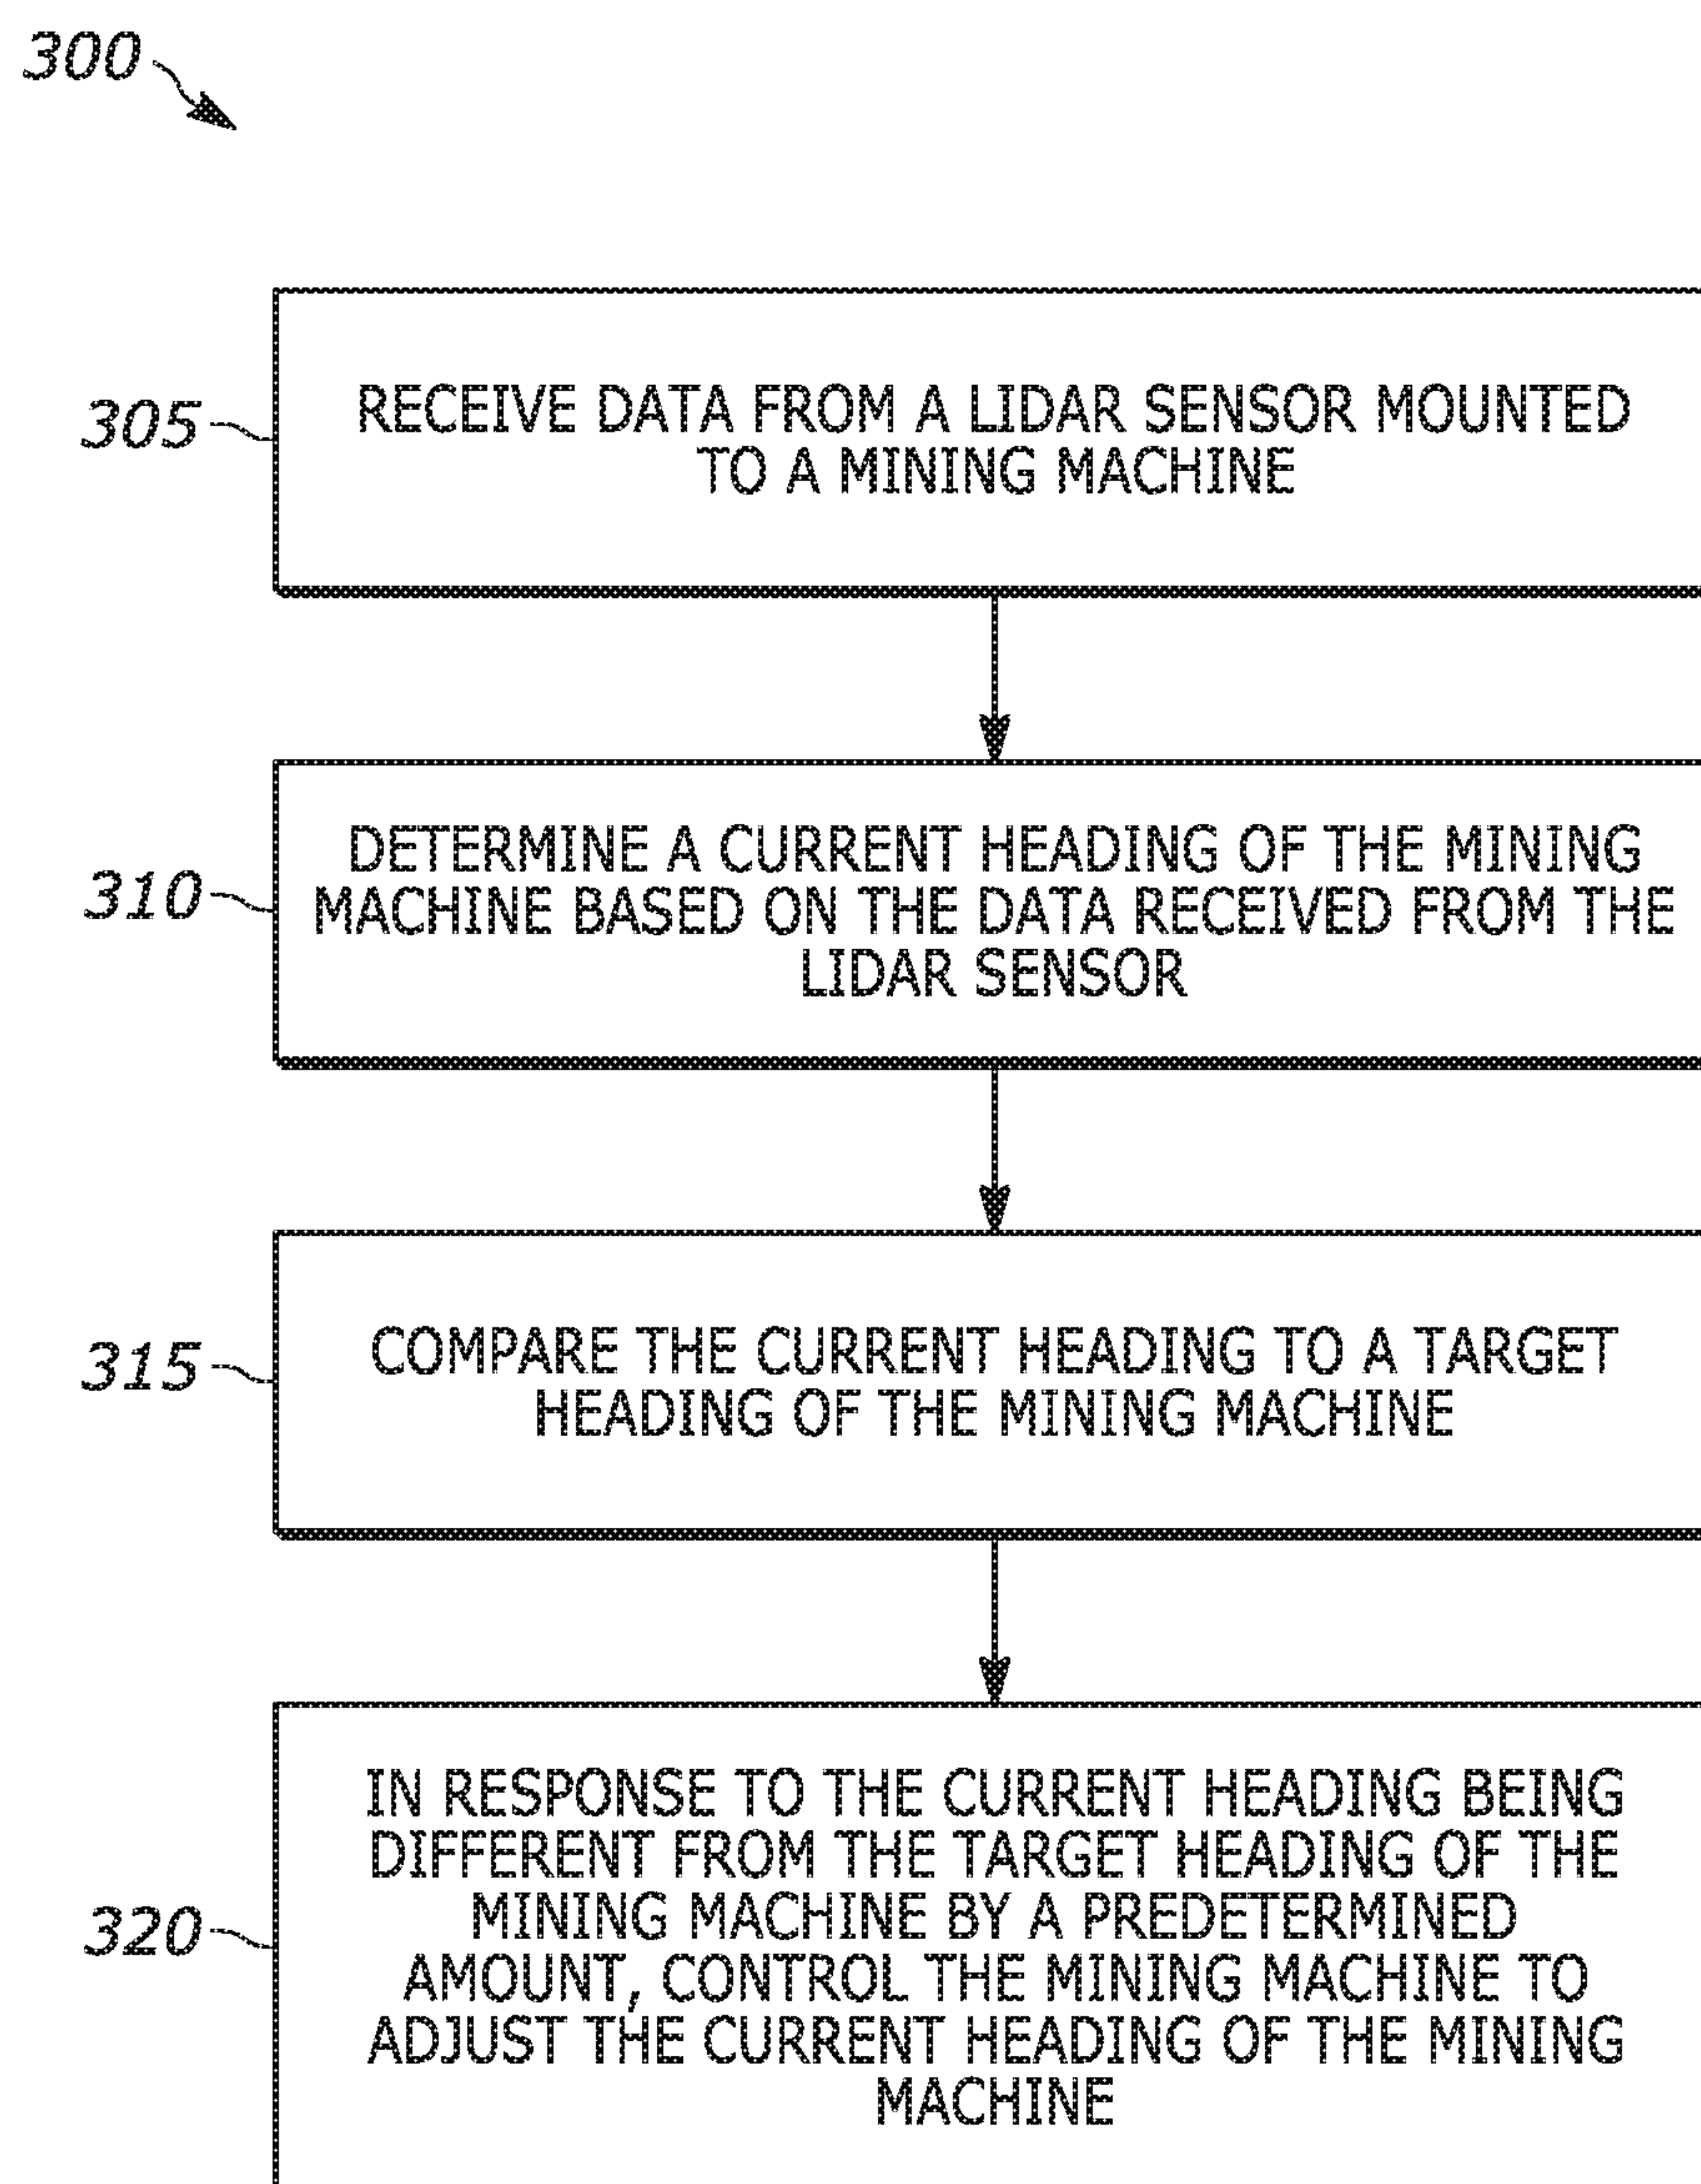 300
305
RECEIVE DATA FROM A LIDAR SENSOR MOUNTED
TO A MINING MACHINE
310
DETERMINE A CURRENT HEADING OF THE MINING
MACHINE BASED ON THE DATA RECEIVED FROM THE
LIDAR SENSOR
315
COMPARE THE CURRENT HEADING TO A TARGET
HEADING OF THE MINING MACHINE
320
IN RESPONSE TO THE CURRENT HEADING BEING
DIFFERENT FROM THE TARGET HEADING OF THE
MINING MACHINE BY A PREDETERMINED
AMOUNT, CONTROL THE MINING MACHINE TO
ADJUST THE CURRENT HEADING OF THE MINING
MACHINE